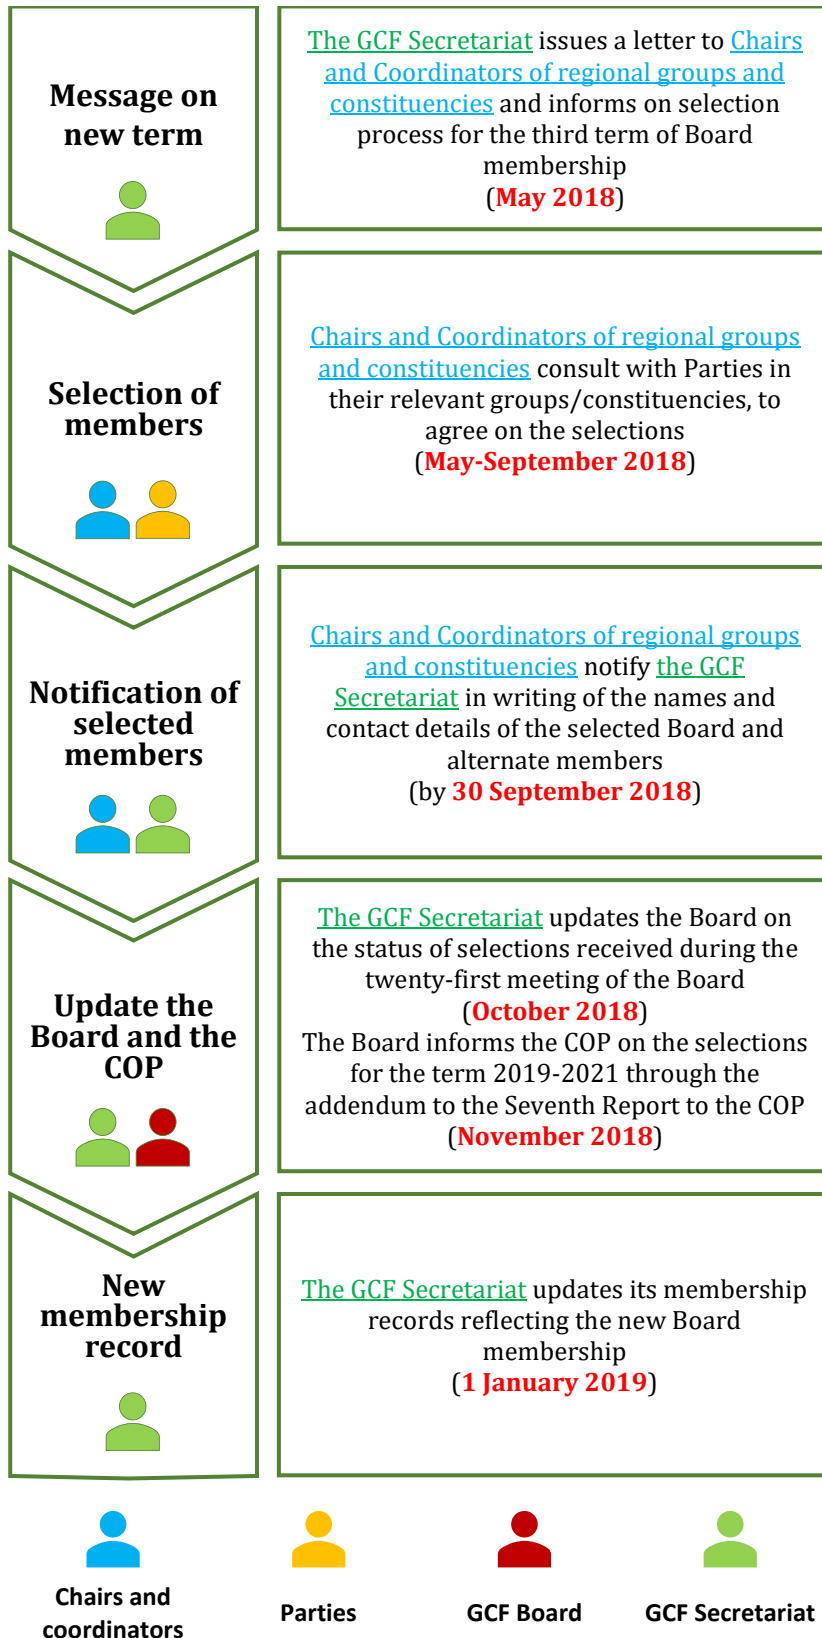 Message on
new term
The GCF Secretariat issues a letter to Chairs
and Coordinators of regional groups and
constituencies and informs on selection
process for the third term of Board
membership
(May 2018)
Selection of
members
Chairs and Coordinators of regional groups
and constituencies consult with Parties in
their relevant groups/constituencies, to
agree on the selections
(May-September 2018)
Notification of
selected
members
Chairs and Coordinators of regional groups
and constituencies notify the GCF
Secretariat in writing of the names and
contact details of the selected Board and
alternate members
(by 30 September 2018)
Update the
Board and the
COP
The GCF Secretariat updates the Board on
the status of selections received during the
twenty-first meeting of the Board
(October 2018)
The Board informs the COP on the selections
for the term 2019-2021 through the
addendum to the Seventh Report to the COP
(November 2018)
New
membership
record
The GCF Secretariat updates its membership
records reflecting the new Board
membership
(1 January 2019)
Chairs and
coordinators
Parties
GCF Board
GCF Secretariat